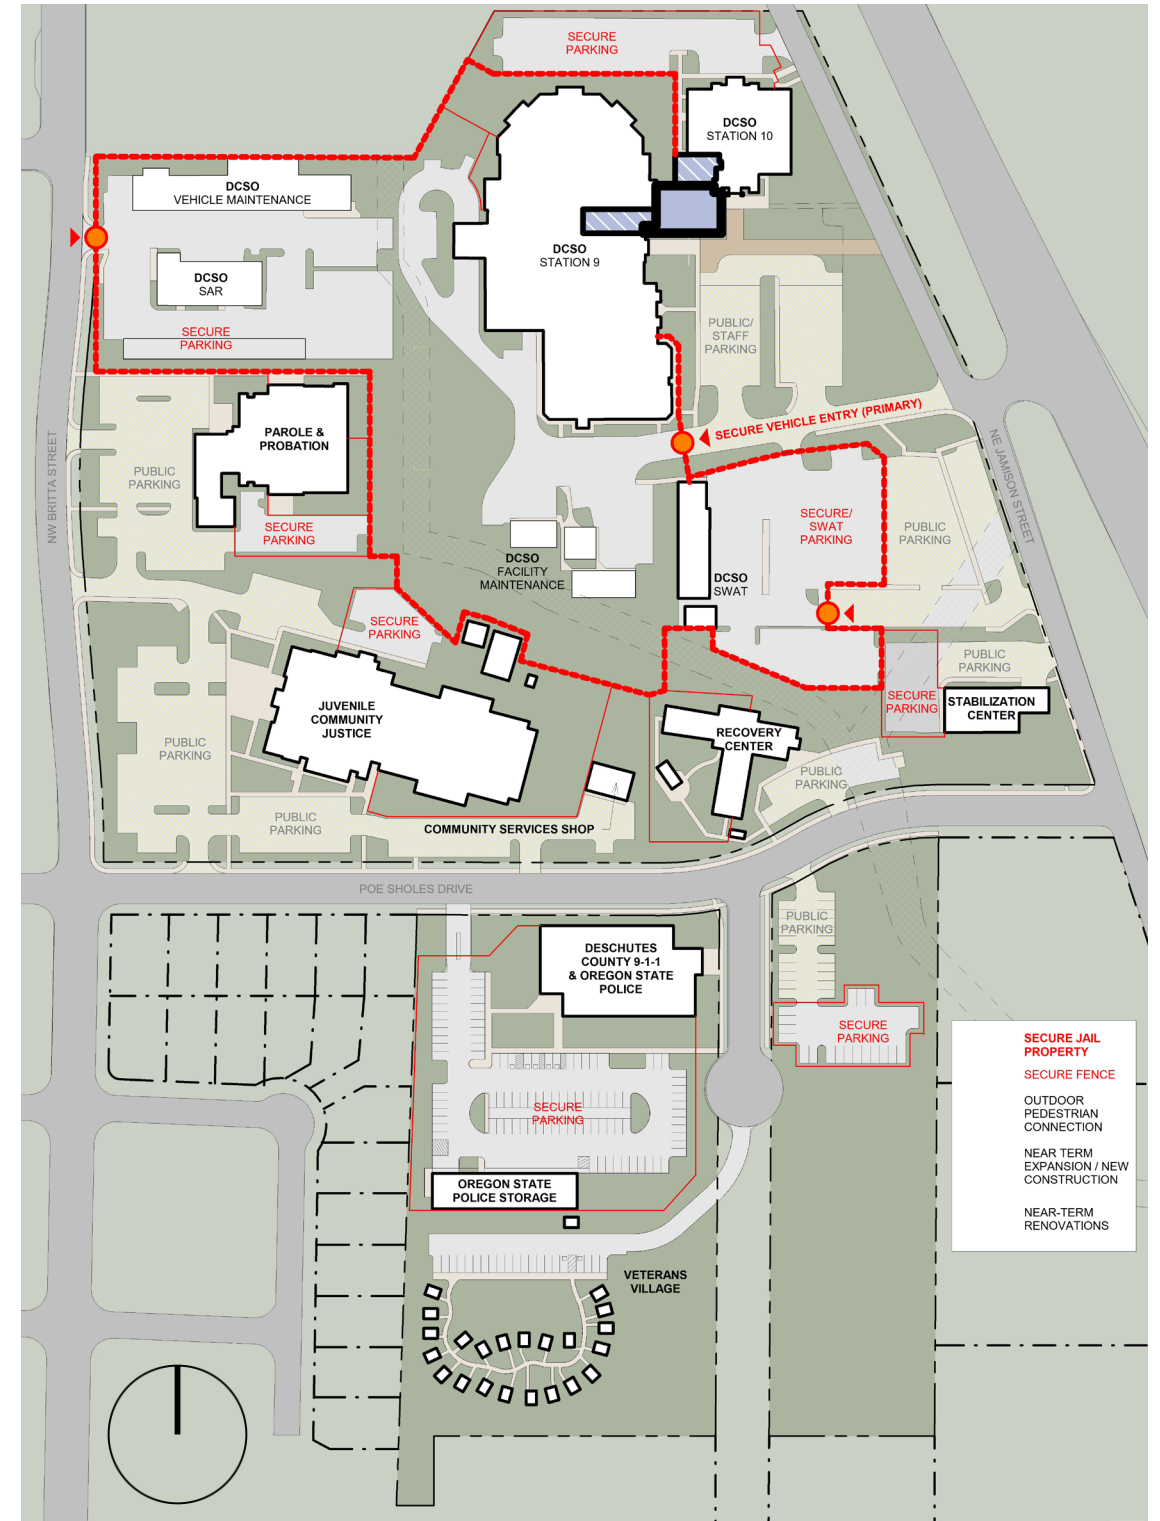 SECURE
PARKING
DCSO
STATION 10
DCSO
VEHICLE MAINTENANCE
DCSO
STATION 9
DCSO
SAR
SECURE
PARKING
PUBLIC/
STAFF
PARKING
SECURE VEHICLE ENTRY (PRIMARY)
PAROLE &
PROBATION
NW BRITTA STREET
NE JAMISON STREET
PUBLIC
PARKING
SECURE
PARKING
SECURE/
SWAT
PARKING
PUBLIC
PARKING
DCSO
FACILITY
MAINTENANCE
DCSO
SWAT
SECURE
PARKING
PUBLIC
PARKING
SECURE
PARKING
STABILIZATION
CENTER
JUVENILE
COMMUNITY
JUSTICE
RECOVERY
CENTER
PUBLIC
PARKING
PUBLIC
PARKING
PUBLIC
PARKING
COMMUNITY SERVICES SHOP
POE SHOLES DRIVE
PUBLIC
PARKING
DESCHUTES
COUNTY 9-1-1
& OREGON STATE
POLICE
SECURE
PARKING
SECURE JAIL
PROPERTY
SECURE FENCE
OUTDOOR
PEDESTRIAN
CONNECTION
NEAR TERM
EXPANSION / NEW
CONSTRUCTION
NEAR-TERM
RENOVATIONS
SECURE
PARKING
OREGON STATE
POLICE STORAGE
VETERANS
VILLAGE